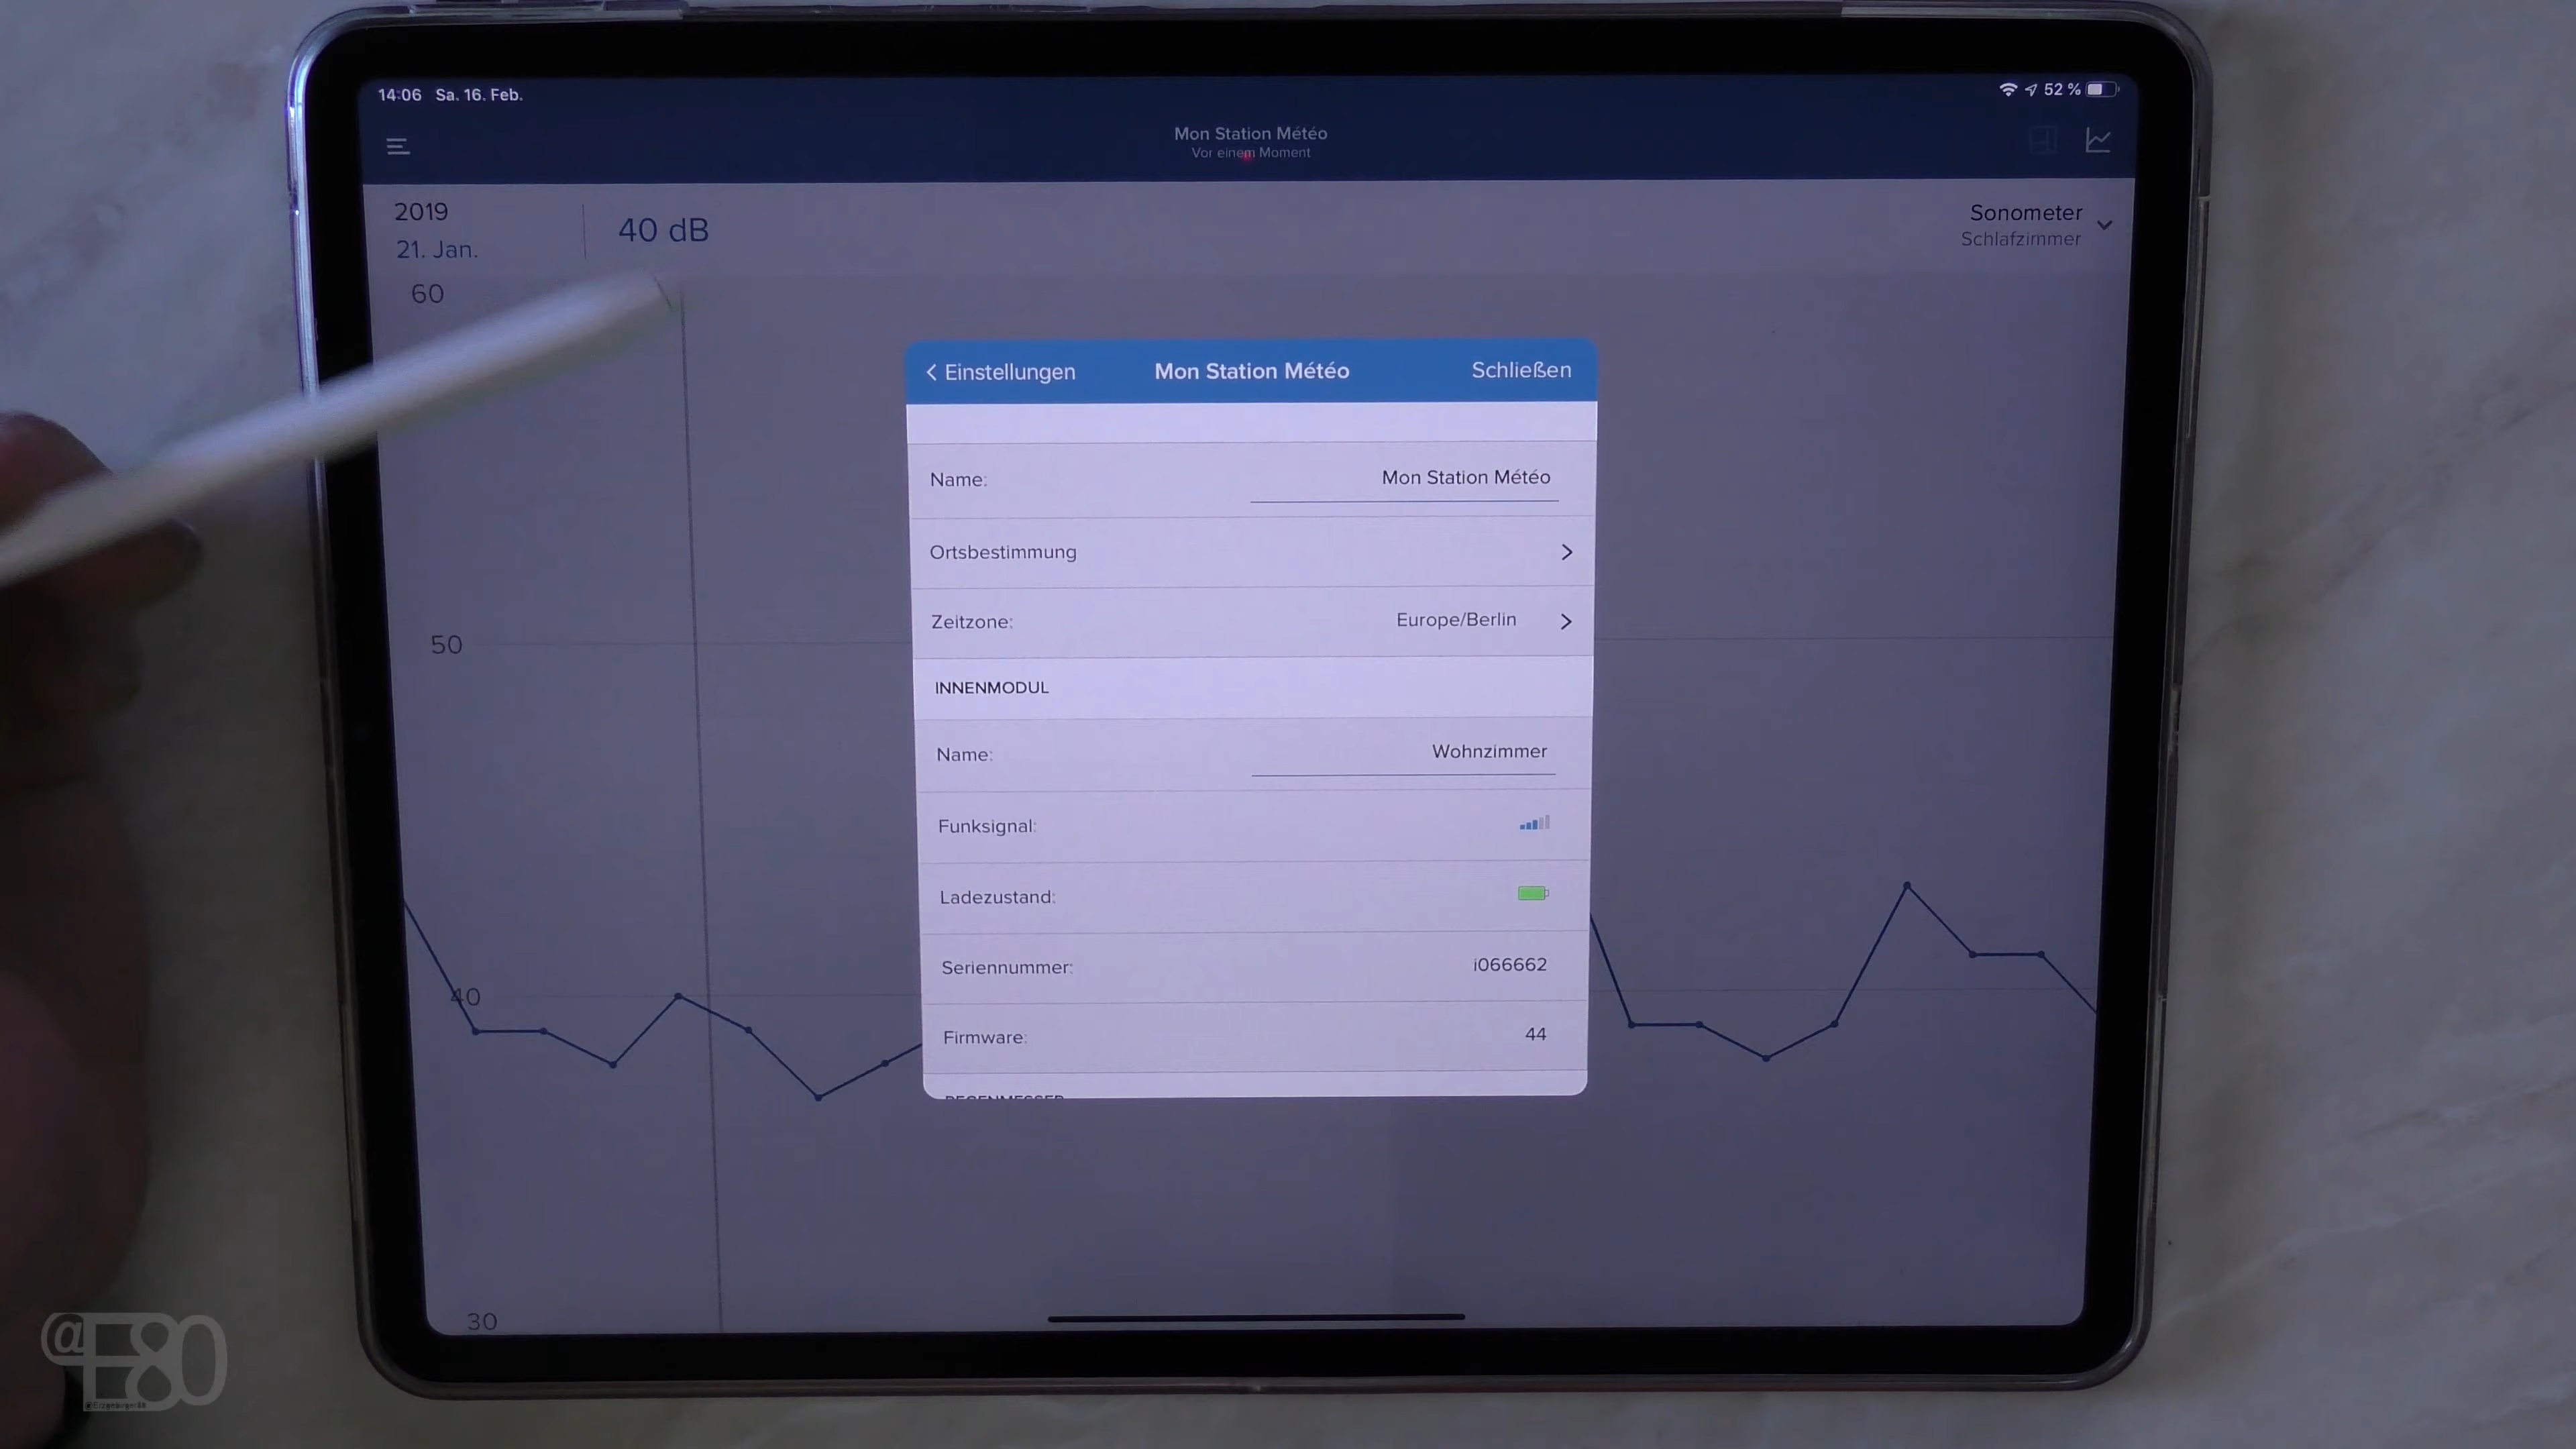 14:06 Sa. 16. Feb.
52 %
Mon Station Météo
Vor einem Moment
2019
21. Jan.
40 dB
Sonometer
Schlafzimmer
60
50
40
30
Einstellungen
Mon Station Météo
Schließen
Name:
Mon Station Météo
Ortsbestimmung
Zeitzone:
Europe/Berlin
INNENMODUL
Name:
Wohnzimmer
Funksignal:
Ladezustand:
Seriennummer:
i066662
Firmware:
44
REGENMESSER
@E80